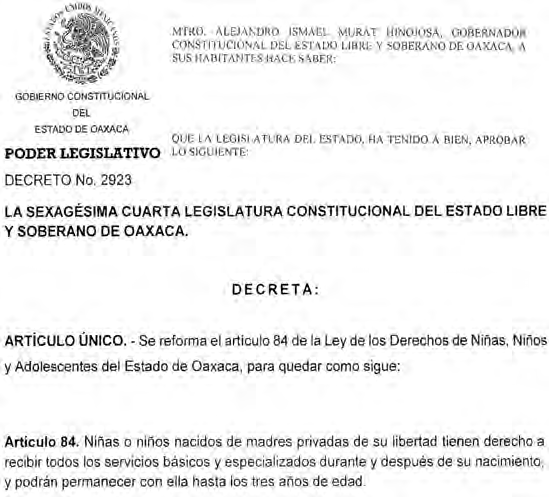 ESTADOS UNIDOS MEXICANOS
MTRO. ALEJANDRO ISMAEL MURAT HINOJOSA, GOBERNADOR
CONSTITUCIONAL DEL ESTADO LIBRE Y SOBERANO DE OAXACA, A
SUS HABITANTES HACE SABER:
GOBIERNO CONSTITUCIONAL
DEL
ESTADO DE OAXACA
PODER LEGISLATIVO
QUE LA LEGISLATURA DEL ESTADO, HA TENIDO A BIEN, APROBAR
LO SIGUIENTE:
DECRETO No. 2923
LA SEXAGÉSIMA CUARTA LEGISLATURA CONSTITUCIONAL DEL ESTADO LIBRE
Y SOBERANO DE OAXACA.
DECRETA:
ARTÍCULO ÚNICO. - Se reforma el artículo 84 de la Ley de los Derechos de Niñas, Niños
y Adolescentes del Estado de Oaxaca, para quedar como sigue:
Artículo 84. Niñas o niños nacidos de madres privadas de su libertad tienen derecho a
recibir todos los servicios básicos y especializados durante y después de su nacimiento,
y podrán permanecer con ella hasta los tres años de edad.